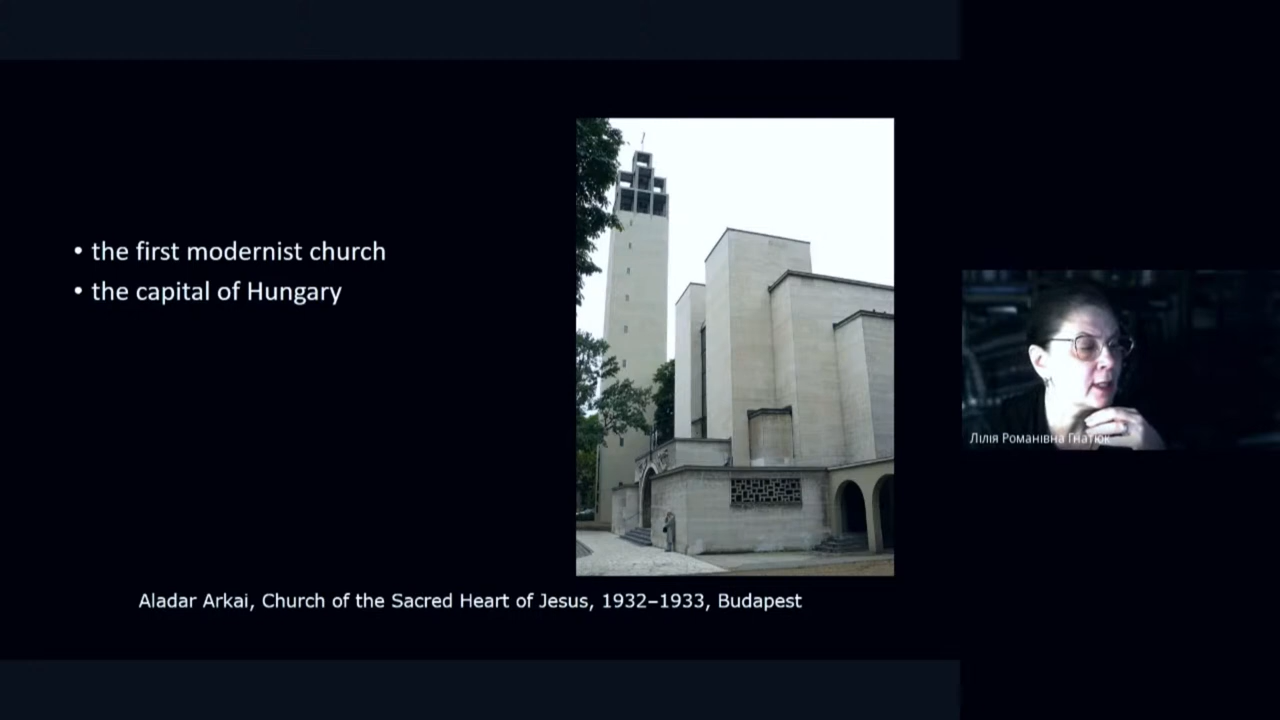 • the first modernist church
• the capital of Hungary
Лілія Романівна Гнатюк
Aladar Arkai, Church of the Sacred Heart of Jesus, 1932–1933, Budapest